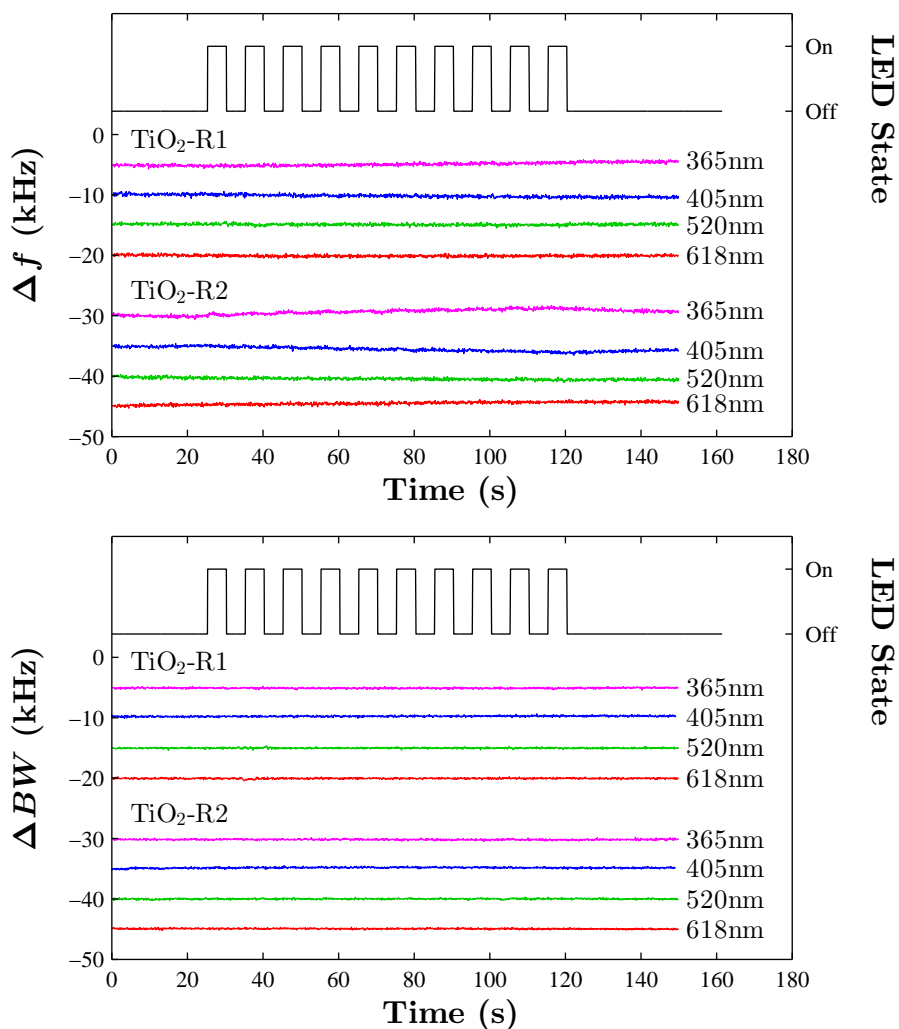 On
Off
LED State
0
−10
−20
−30
−40
−50
Δf (kHz)
TiO₂-R1
365nm
405nm
520nm
618nm
TiO₂-R2
365nm
405nm
520nm
618nm
0 20 40 60 80 100 120 140 160 180
Time (s)
On
Off
LED State
0
−10
−20
−30
−40
−50
ΔBW (kHz)
TiO₂-R1
365nm
405nm
520nm
618nm
TiO₂-R2
365nm
405nm
520nm
618nm
0 20 40 60 80 100 120 140 160 180
Time (s)